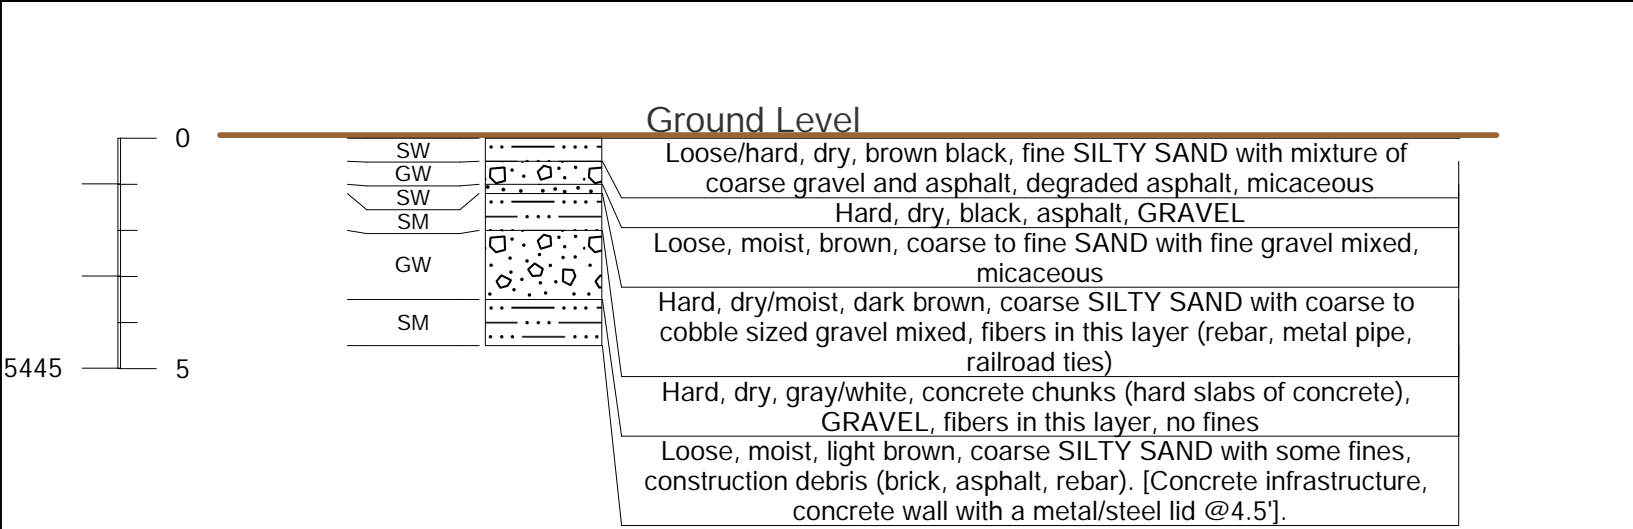 Ground Level
0
SW
Loose/hard, dry, brown black, fine SILTY SAND with mixture of
coarse gravel and asphalt, degraded asphalt, micaceous
GW
Hard, dry, black, asphalt, GRAVEL
SW
Loose, moist, brown, coarse to fine SAND with fine gravel mixed,
micaceous
SM
Hard, dry/moist, dark brown, coarse SILTY SAND with coarse to
cobble sized gravel mixed, fibers in this layer (rebar, metal pipe,
railroad ties)
GW
Hard, dry, gray/white, concrete chunks (hard slabs of concrete),
GRAVEL, fibers in this layer, no fines
SM
Loose, moist, light brown, coarse SILTY SAND with some fines,
construction debris (brick, asphalt, rebar). [Concrete infrastructure,
concrete wall with a metal/steel lid @4.5'].
5445
5